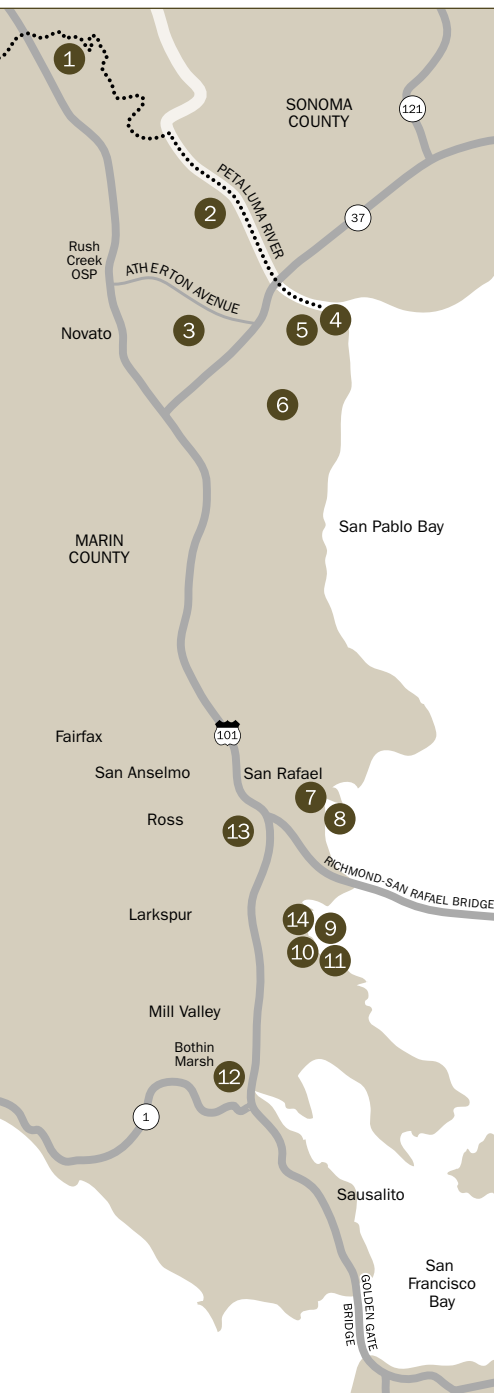 1
SONOMA
COUNTY
121
PETALUMA RIVER
2
37
Rush
Creek
OSP
ATHERTON AVENUE
Novato
3
5
4
6
San Pablo Bay
MARIN
COUNTY
101
Fairfax
San Anselmo
San Rafael
7
8
Ross
13
RICHMOND-SAN RAFAEL BRIDGE
Larkspur
14
9
10
11
Mill Valley
Bothin
Marsh
12
1
Sausalito
San
Francisco
Bay
GOLDEN GATE
BRIDGE